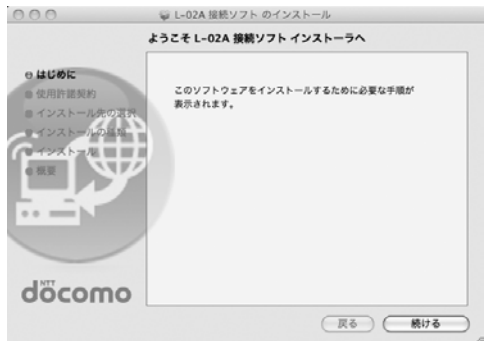 L-02A 接続ソフト のインストール
ようこそ L-02A 接続ソフト インストーラへ
はじめに
使用許諾契約
インストール先の選択
インストールの種類
インストール
概要
このソフトウェアをインストールするために必要な手順が
表示されます。
NTT
döcomo
戻る
続ける